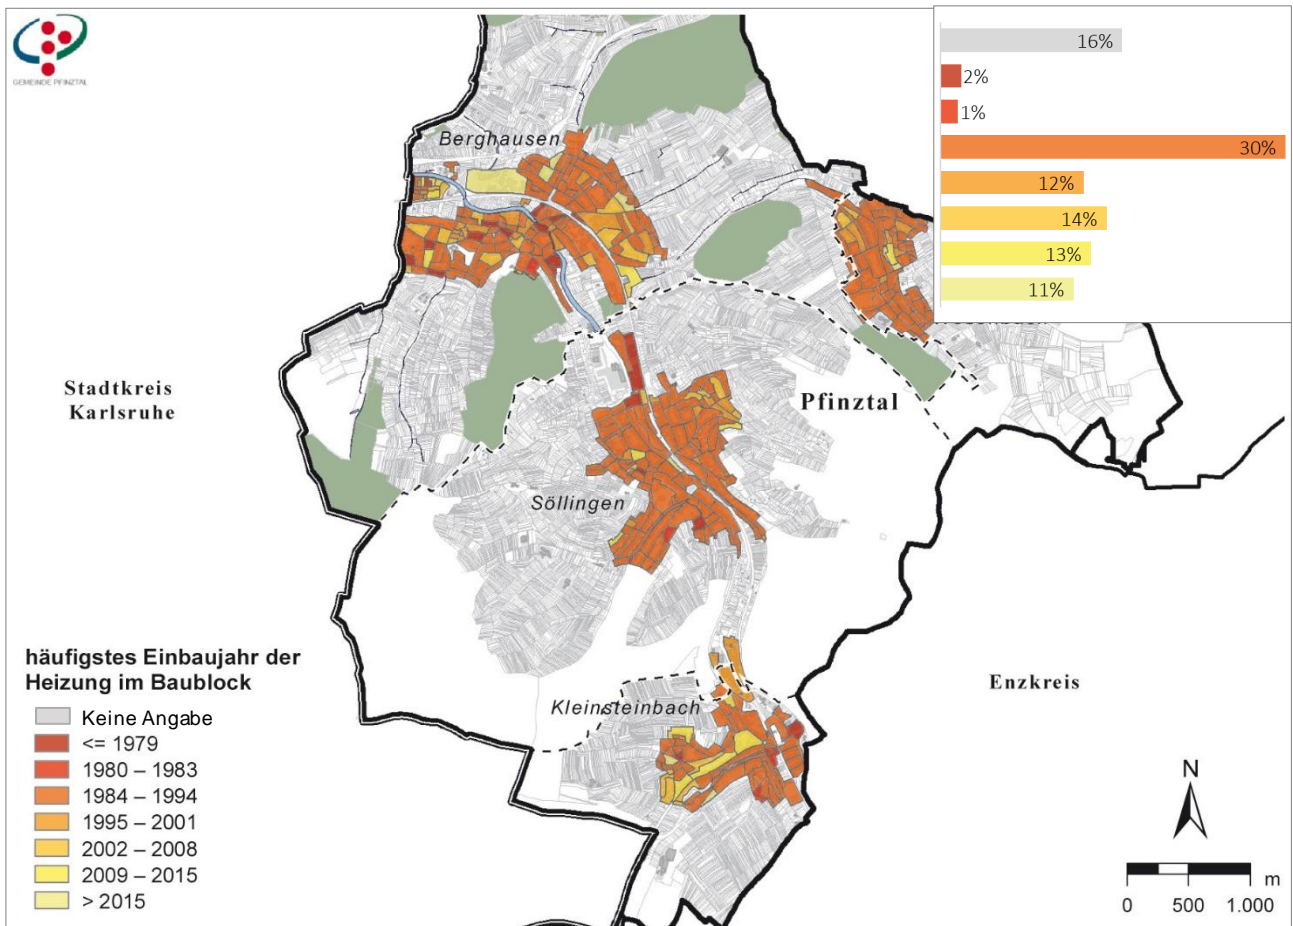 GEMEINDE PFINZTAL
16%
2%
1%
30%
12%
14%
13%
11%
Berghausen
Stadtkreis
Karlsruhe
Pfinztal
Söllingen
Kleinsteinbach
Enzkreis
häufigstes Einbaujahr der
Heizung im Baublock
Keine Angabe
<= 1979
1980 – 1983
1984 – 1994
1995 – 2001
2002 – 2008
2009 – 2015
> 2015
N
m
0 500 1.000